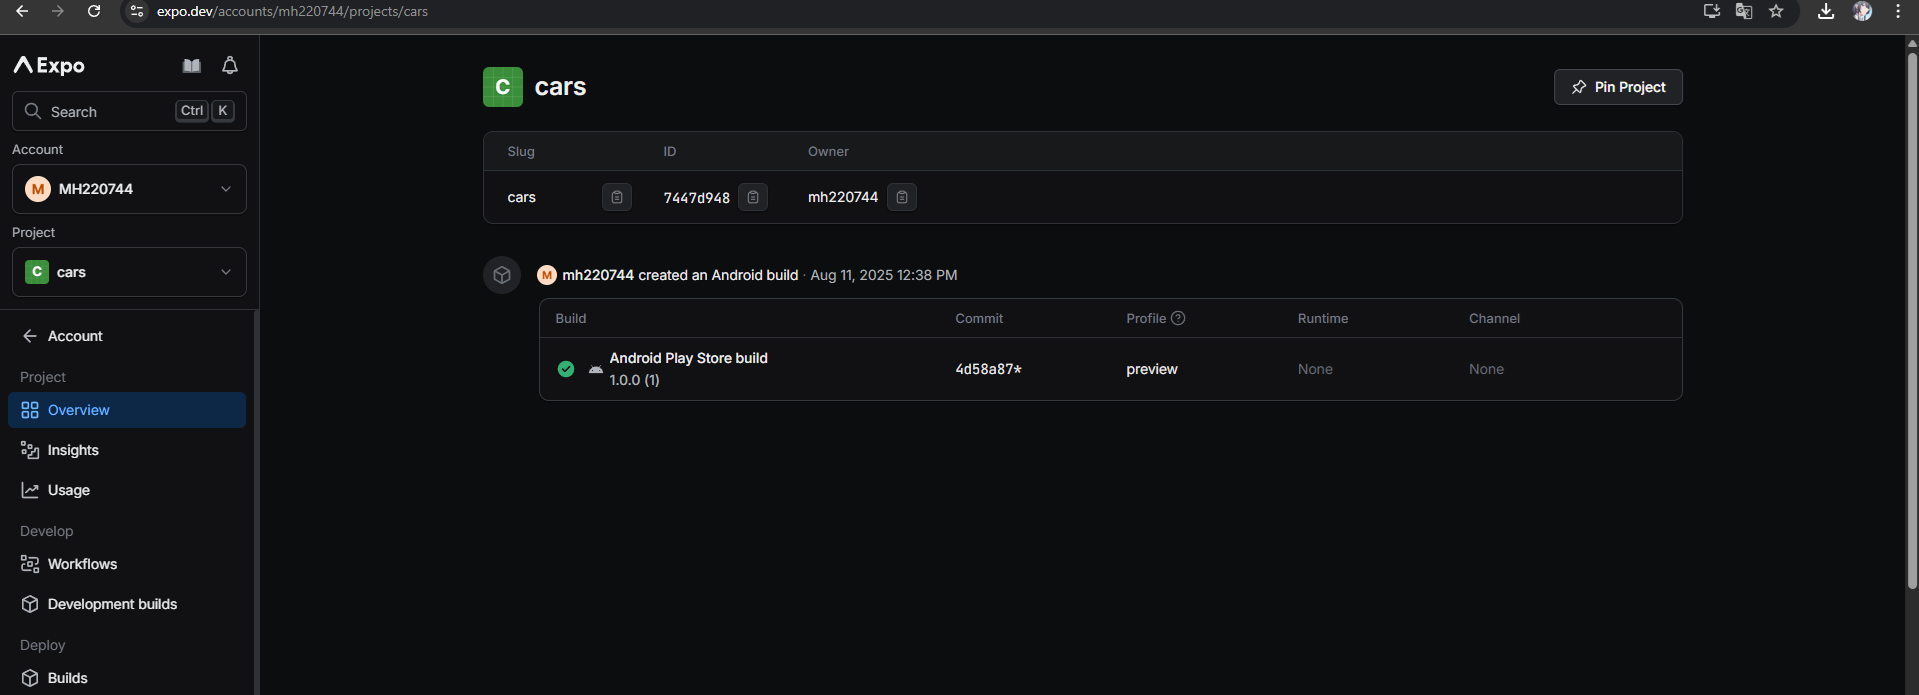 expo.dev/accounts/mh220744/projects/cars
Expo
Search Ctrl K
Account
M MH220744
Project
C cars
Account
Project
Overview
Insights
Usage
Develop
Workflows
Development builds
Deploy
Builds
C cars
Pin Project
Slug ID Owner
cars 7447d948 mh220744
M mh220744 created an Android build · Aug 11, 2025 12:38 PM
Build Commit Profile ? Runtime Channel
Android Play Store build
1.0.0 (1)
4d58a87* preview None None